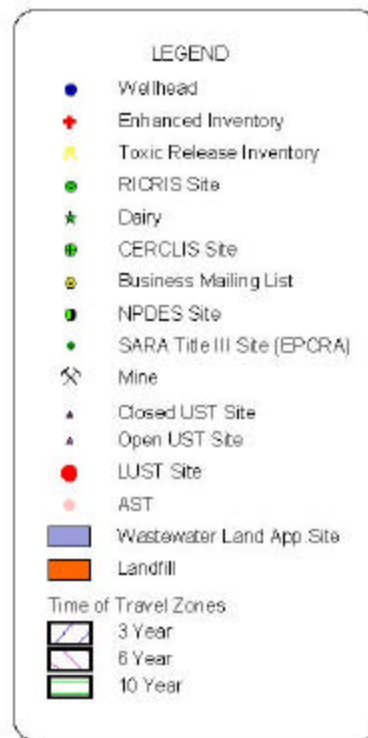 LEGEND
Wellhead
Enhanced Inventory
Toxic Release Inventory
RICRIS Site
Dairy
CERCLIS Site
Business Mailing List
NPDES Site
SARA Title III Site (EPCRA)
Mine
Closed UST Site
Open UST Site
LUST Site
AST
Wastewater Land App.Site
Landfill
Time of Travel Zones
3 Year
6 Year
10 Year